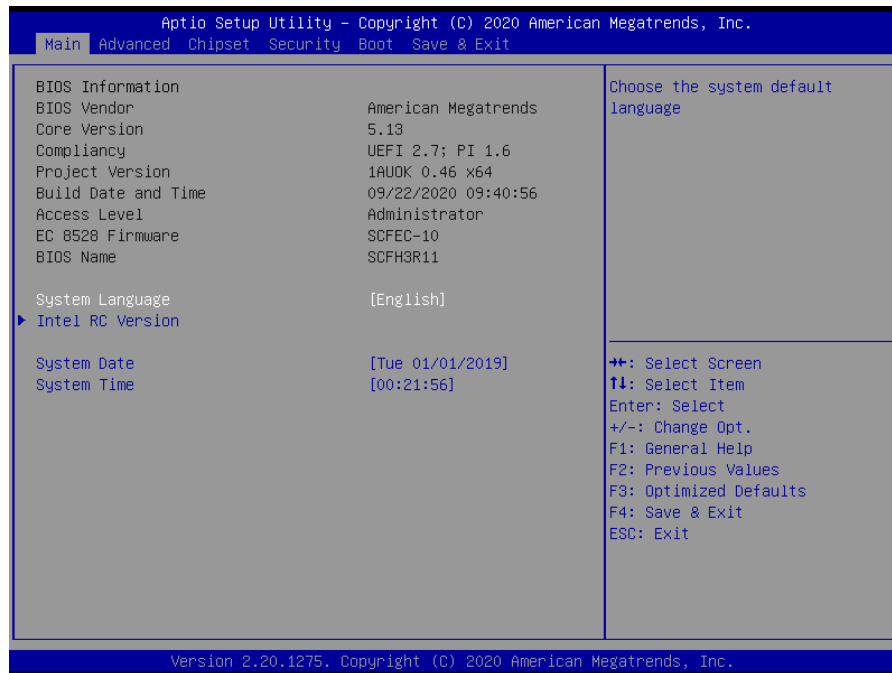 Aptio Setup Utility – Copyright (C) 2020 American Megatrends, Inc.
Main Advanced Chipset Security Boot Save & Exit
BIOS Information
BIOS Vendor American Megatrends
Core Version 5.13
Compliancy UEFI 2.7; PI 1.6
Project Version 1AUOK 0.46 x64
Build Date and Time 09/22/2020 09:40:56
Access Level Administrator
EC 8528 Firmware SCFEC-10
BIOS Name SCFH3R11
System Language [English]
Intel RC Version
System Date [Tue 01/01/2019]
System Time [00:21:56]
Choose the system default
language
→←: Select Screen
↑↓: Select Item
Enter: Select
+/-: Change Opt.
F1: General Help
F2: Previous Values
F3: Optimized Defaults
F4: Save & Exit
ESC: Exit
Version 2.20.1275. Copyright (C) 2020 American Megatrends, Inc.